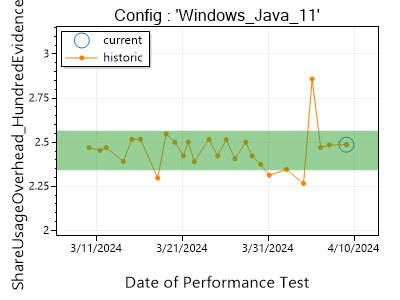 Config : 'Windows_Java_11'
current
historic
ShareUsageOverhead_HundredEvidence
3
2.75
2.5
2.25
2
3/11/2024
3/21/2024
3/31/2024
4/10/2024
Date of Performance Test